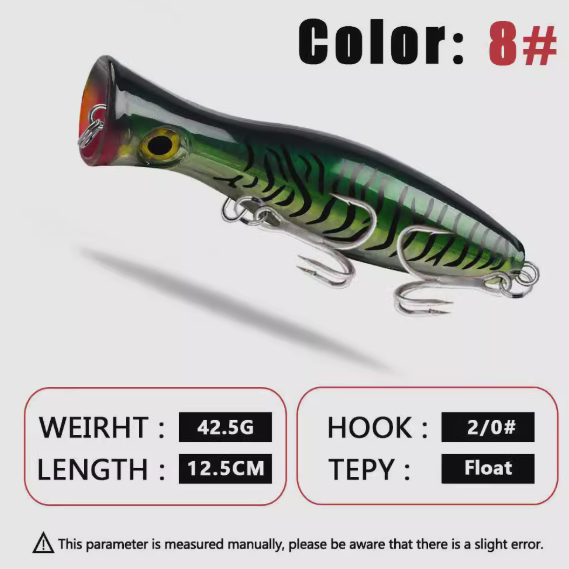 Color: 8#
WEIRHT : 42.5G
LENGTH : 12.5CM
HOOK : 2/0#
TEPY : Float
This parameter is measured manually, please be aware that there is a slight error.